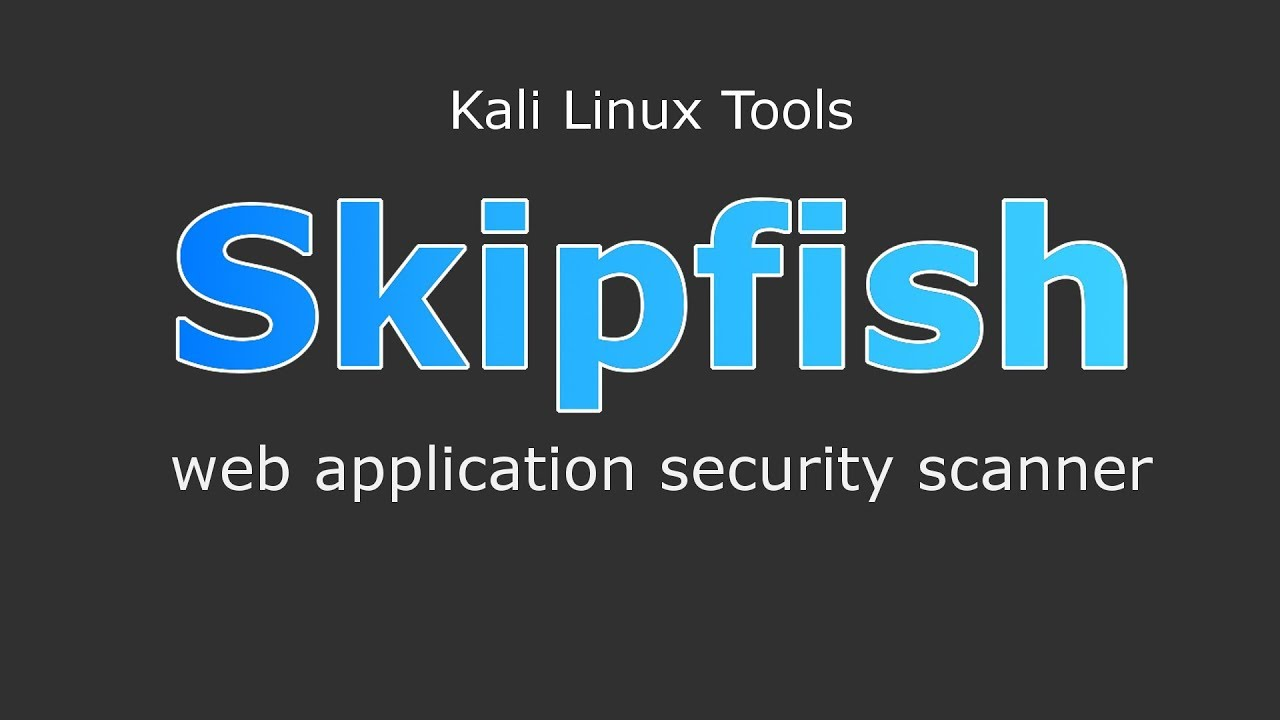 Kali Linux Tools
Skipfish
web application security scanner